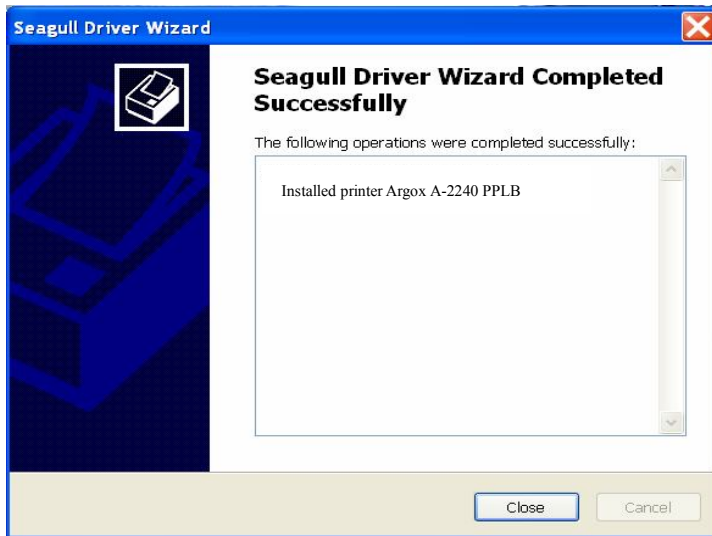 Seagull Driver Wizard
Seagull Driver Wizard Completed
Successfully
The following operations were completed successfully:
Installed printer Argox A-2240 PPLB
Close
Cancel